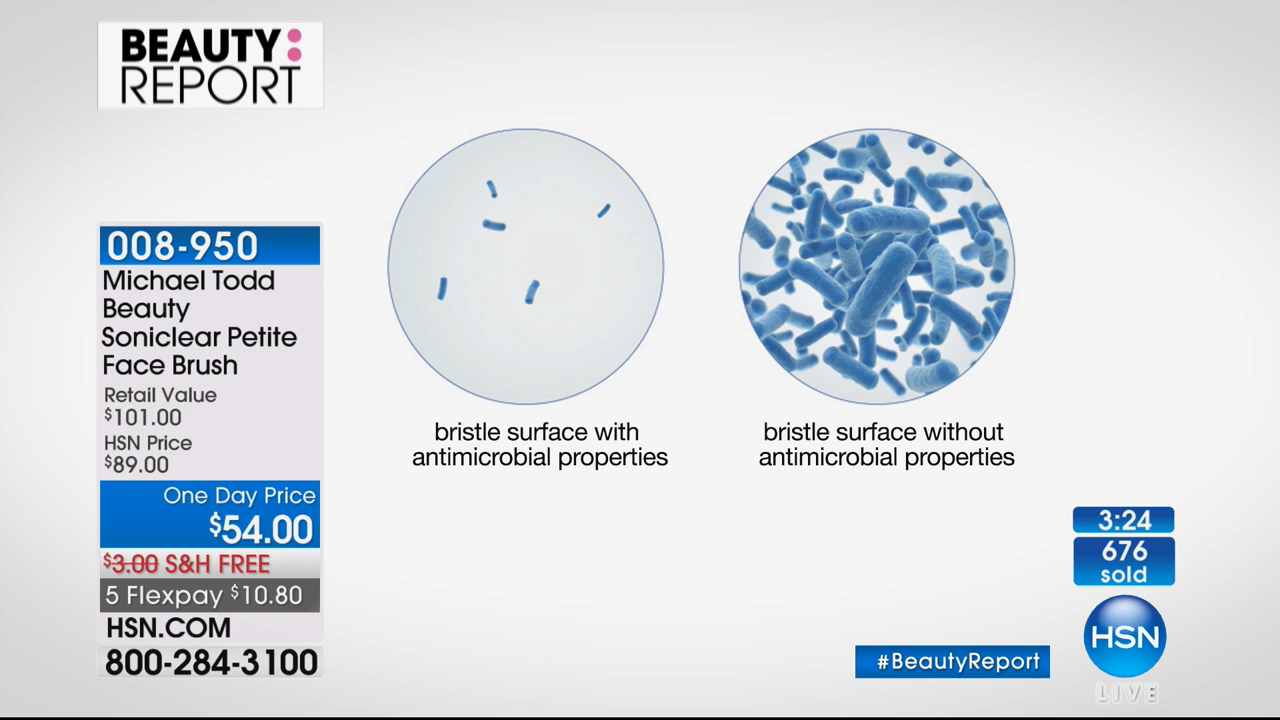 BEAUTY:
REPORT
008-950
Michael Todd
Beauty
Soniclear Petite
Face Brush
Retail Value
$101.00
HSN Price
$89.00
One Day Price
$54.00
$3.00 S&H FREE
5 Flexpay $10.80
HSN.COM
800-284-3100
bristle surface with
antimicrobial properties
bristle surface without
antimicrobial properties
3:24
676
sold
HSN
LIVE
#BeautyReport